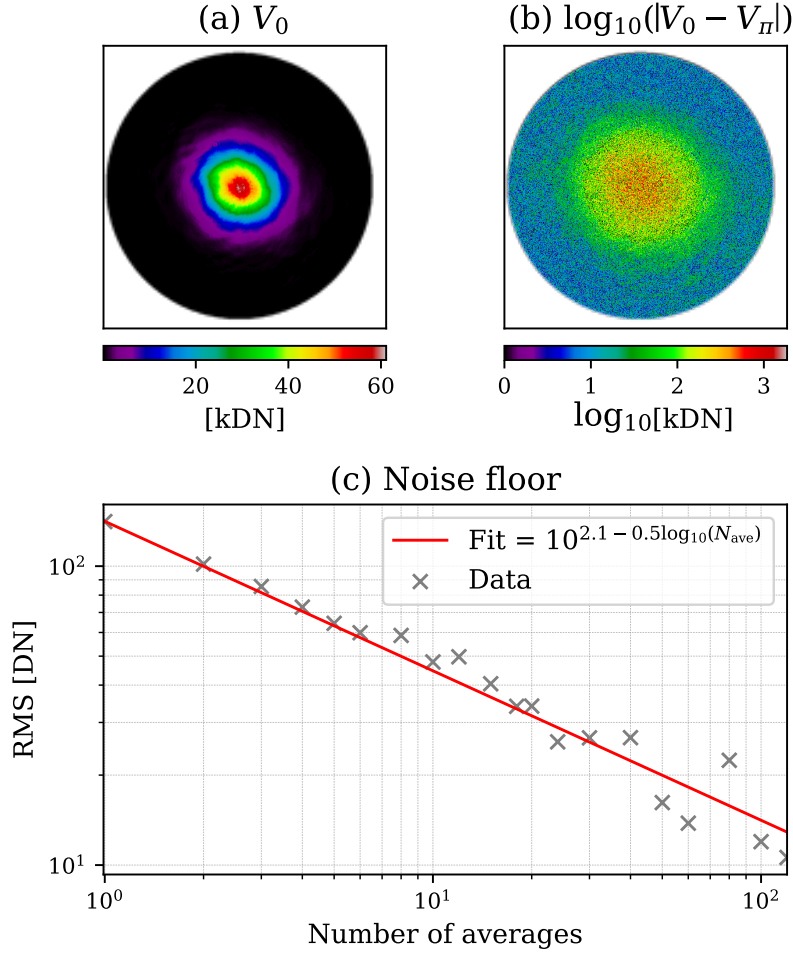 (a) V₀
(b) log₁₀(|V₀ − V_π|)
20 40 60
[kDN]
0 1 2 3
log₁₀[kDN]
(c) Noise floor
Fit = 10^{2.1 − 0.5log₁₀(N_ave)}
Data
10²
10¹
RMS [DN]
10⁰ 10¹ 10²
Number of averages